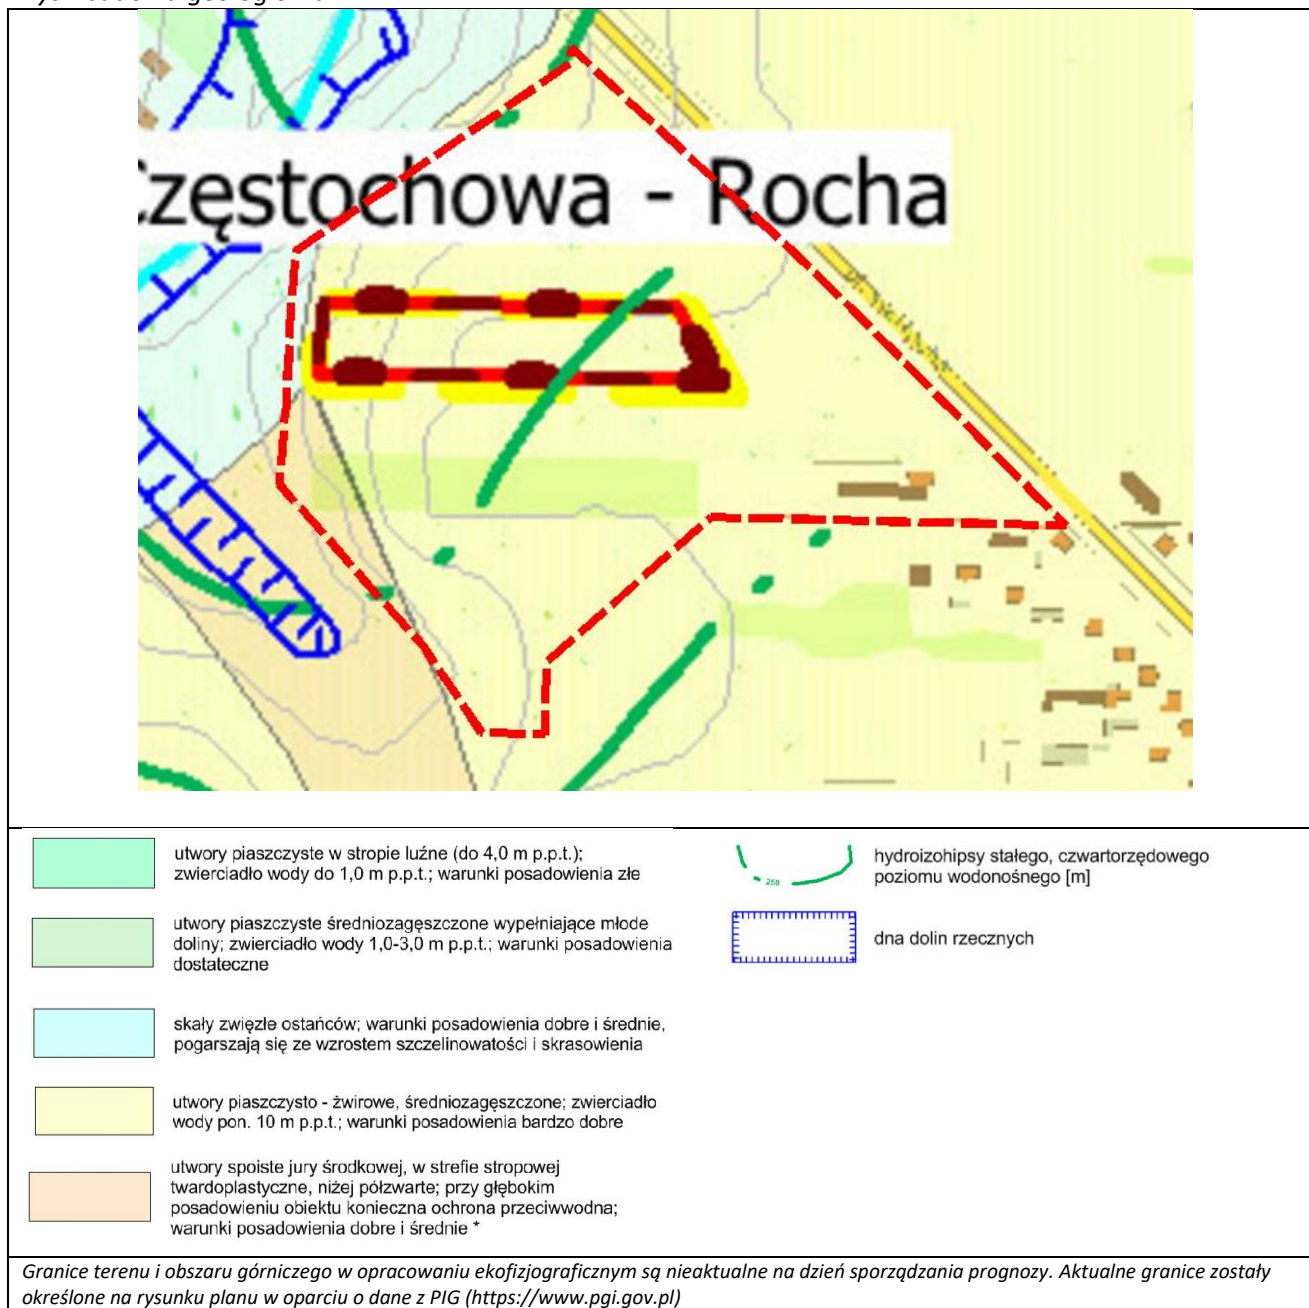 Częstochowa - Rocha
utwory piaszczyste w stropie luźne (do 4,0 m p.p.t.);
zwierciadło wody do 1,0 m p.p.t.; warunki posadowienia złe
utwory piaszczyste średniozagęszczone wypełniające młode
doliny; zwierciadło wody 1,0-3,0 m p.p.t.; warunki posadowienia
dostateczne
skały zwięzłe ostańców; warunki posadowienia dobre i średnie,
pogarszają się ze wzrostem szczelinowatości i skrasowienia
utwory piaszczysto - żwirowe, średniozagęszczone; zwierciadło
wody pon. 10 m p.p.t.; warunki posadowienia bardzo dobre
utwory spoiste jury środkowej, w strefie stropowej
twardoplastyczne, niżej półzwarte; przy głębokim
posadowieniu obiektu konieczna ochrona przeciwwodna;
warunki posadowienia dobre i średnie *
hydroizohipsy stałego, czwartorzędowego
poziomu wodonośnego [m]
259
dna dolin rzecznych
Granice terenu i obszaru górniczego w opracowaniu ekofizjograficznym są nieaktualne na dzień sporządzania prognozy. Aktualne granice zostały
określone na rysunku planu w oparciu o dane z PIG (https://www.pgi.gov.pl)